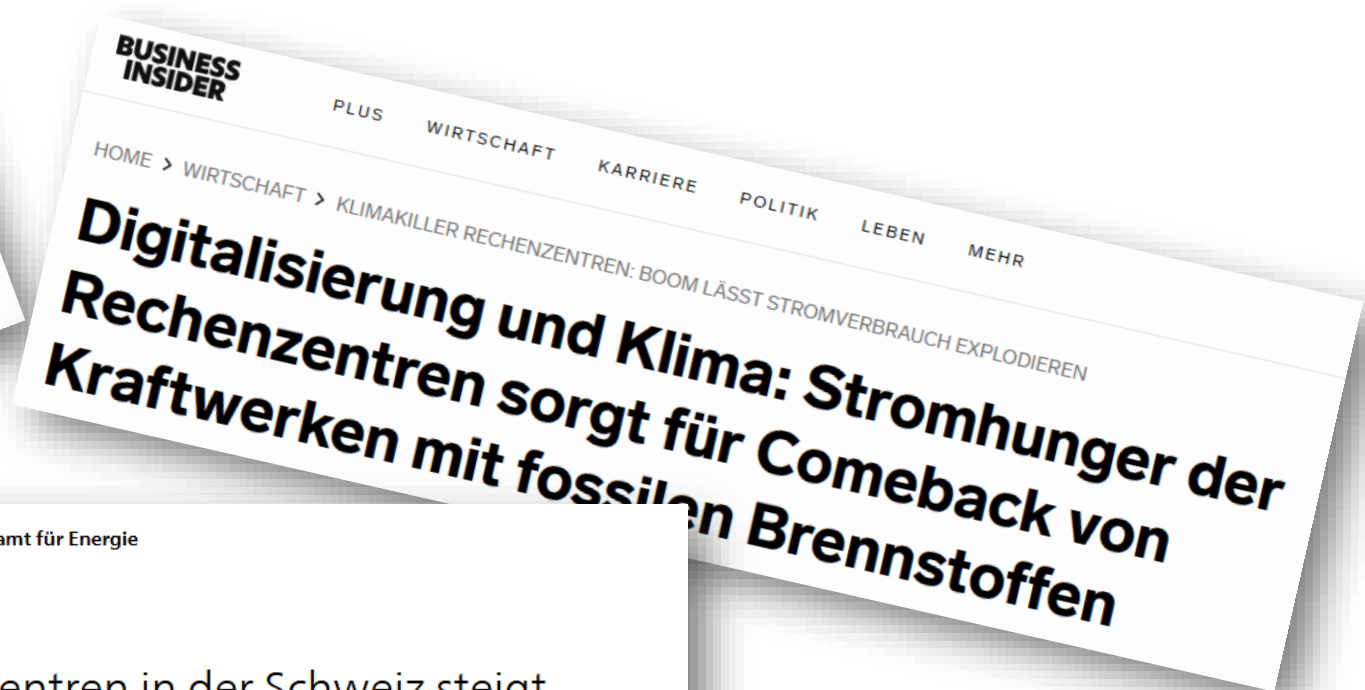 BUSINESS
INSIDER
PLUS WIRTSCHAFT KARRIERE POLITIK LEBEN MEHR
HOME > WIRTSCHAFT > KLIMAKILLER RECHENZENTREN: BOOM LÄSST STROMVERBRAUCH EXPLODIEREN
Digitalisierung und Klima: Stromhunger der
Rechenzentren sorgt für Comeback von
Kraftwerken mit fossilen Brennstoffen
amt für Energie
entren in der Schweiz steigt